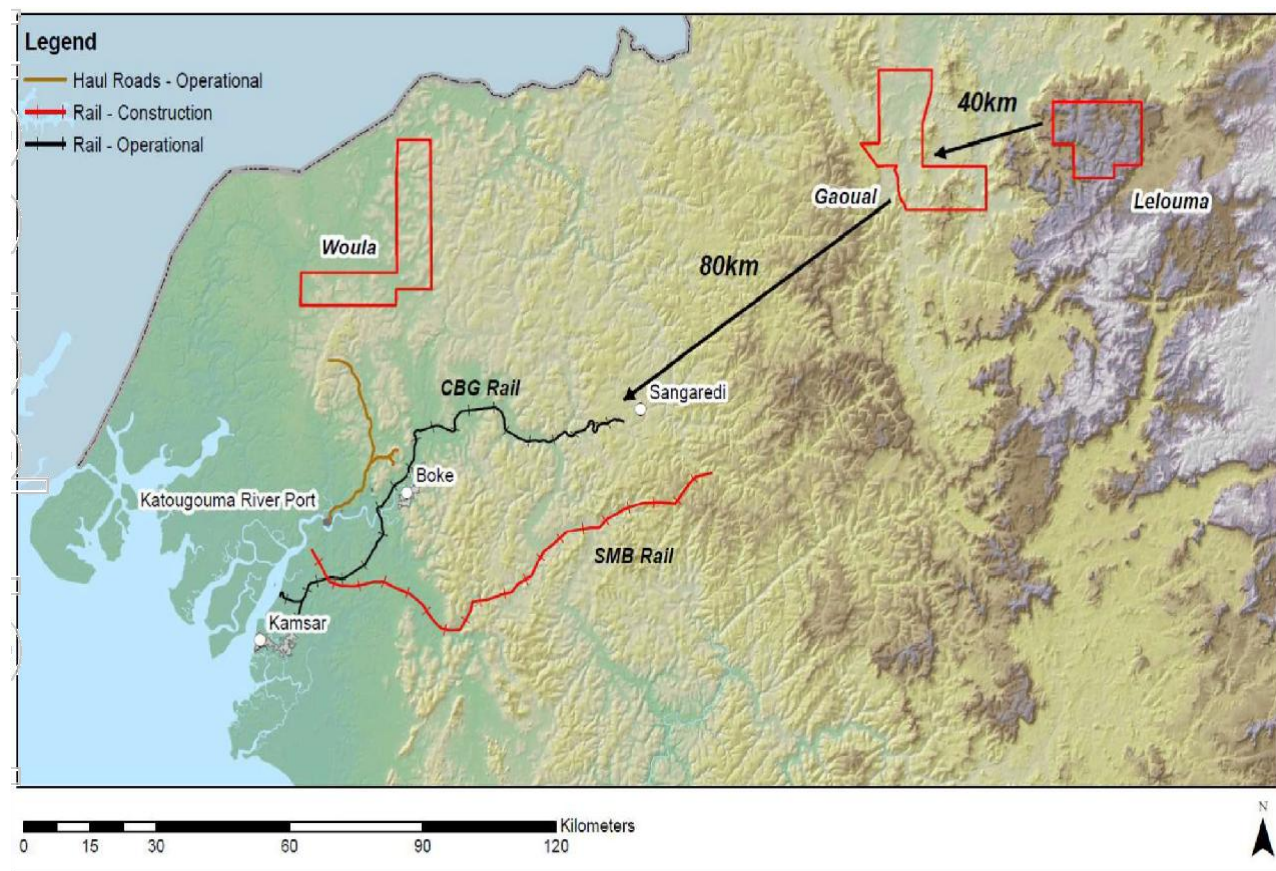 Legend
Haul Roads - Operational
Rail - Construction
Rail - Operational
40km
Gaoual
Lelouma
Woula
80km
CBG Rail
Sangaredi
Boke
Katougouma River Port
SMB Rail
Kamsar
Kilometers
0 15 30 60 90 120
N